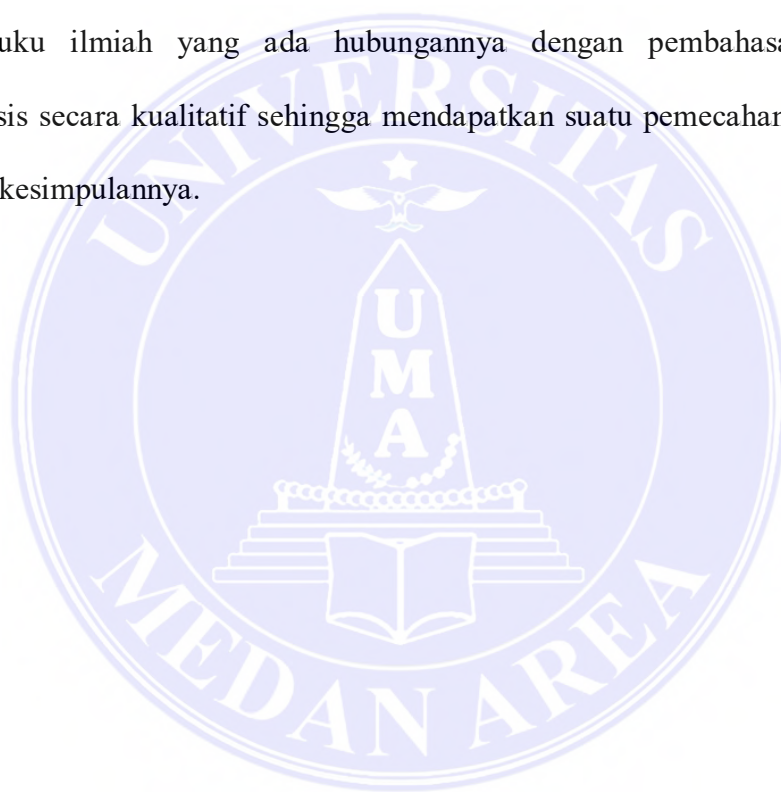 uku ilmiah yang ada hubungannya dengan pembahasa
sis secara kualitatif sehingga mendapatkan suatu pemecahan
kesimpulannya.
UNIVERSITAS
U
M
A
MEDAN AREA